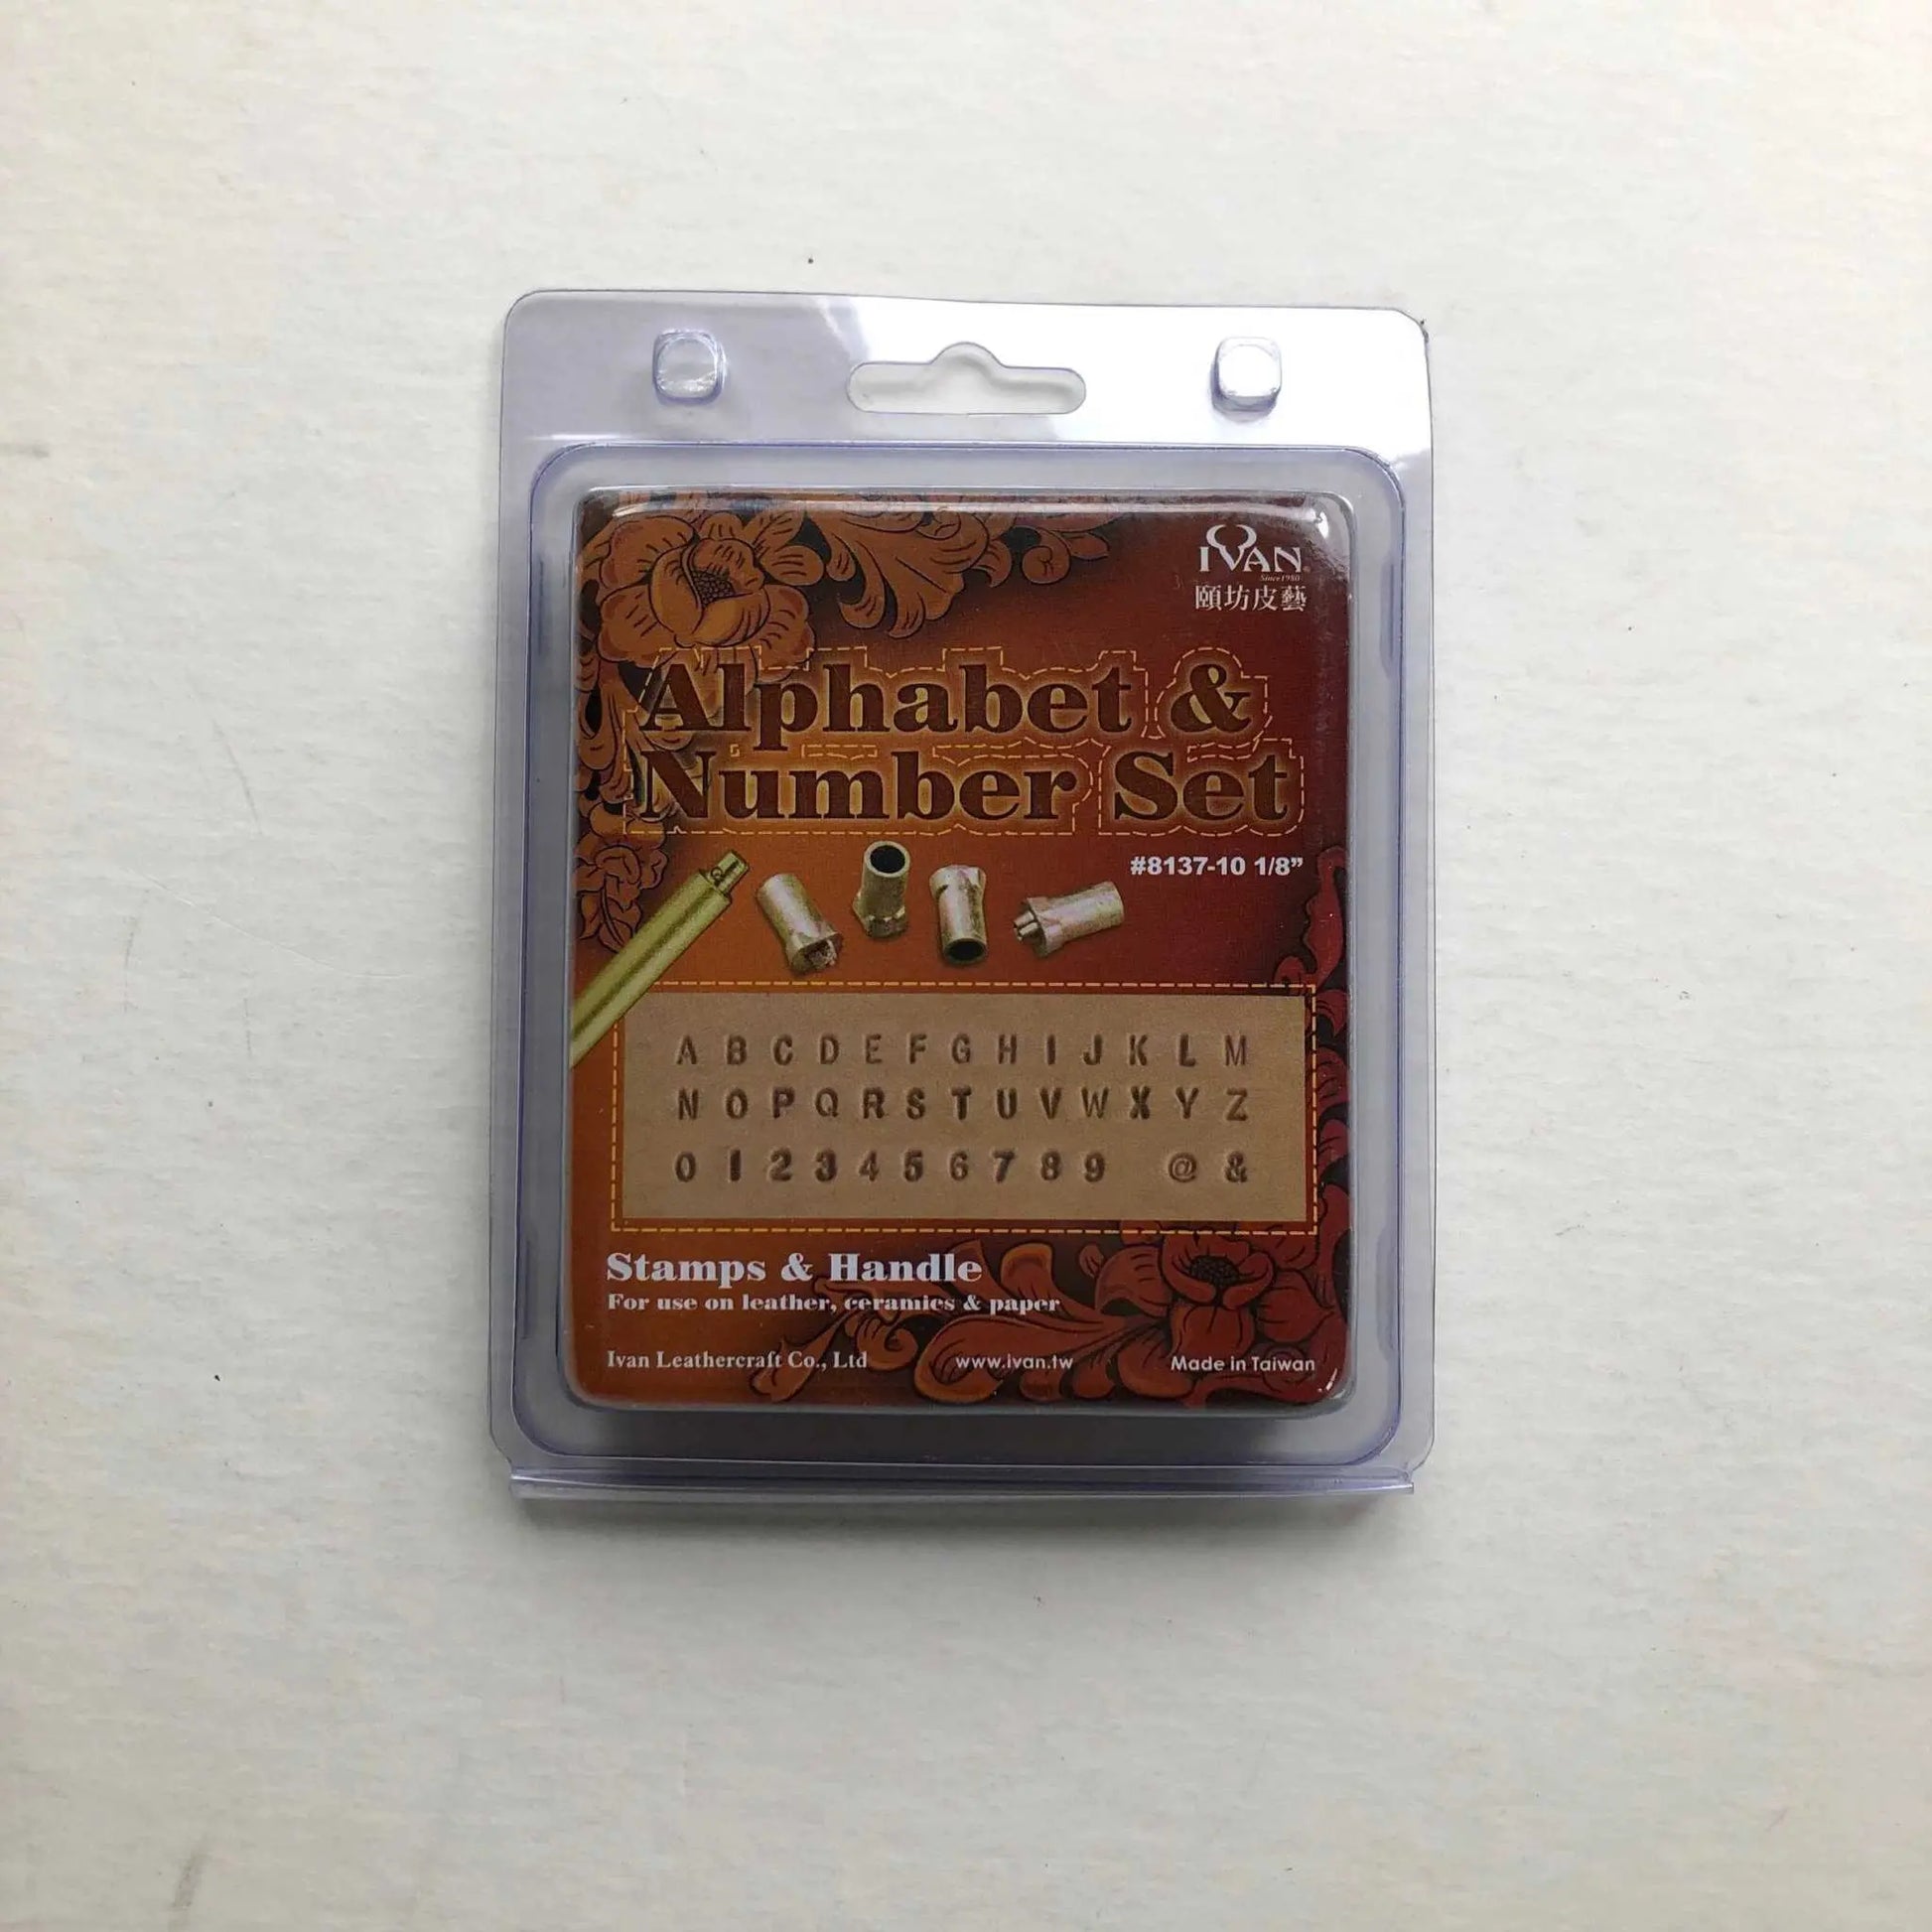 IVAN®
Since 1980
頤坊皮藝
Alphabet &
Number Set
#8137-10 1/8”
A B C D E F G H I J K L M
N O P Q R S T U V W X Y Z
0 1 2 3 4 5 6 7 8 9 @ &
Stamps & Handle
For use on leather, ceramics & paper
Ivan Leathercraft Co., Ltd www.ivan.tw Made in Taiwan